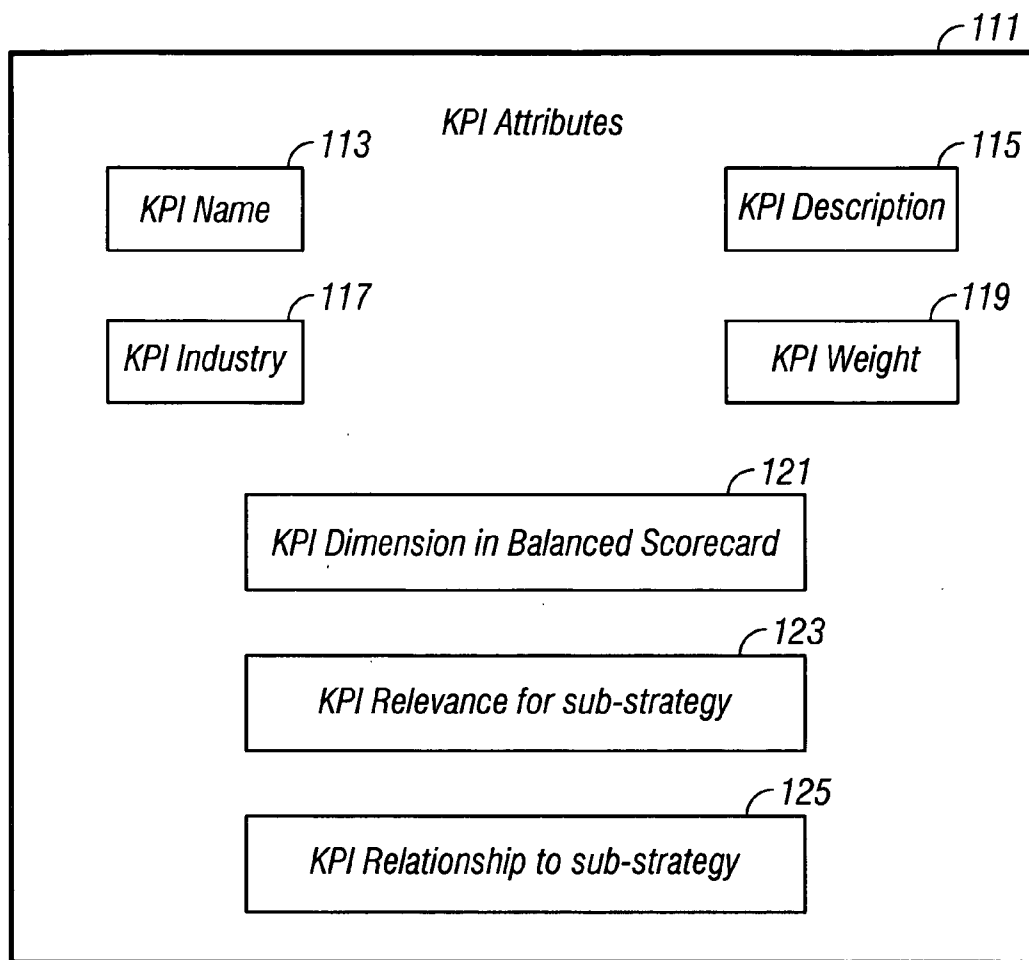 111
KPI Attributes
113
KPI Name
115
KPI Description
117
KPI Industry
119
KPI Weight
121
KPI Dimension in Balanced Scorecard
123
KPI Relevance for sub-strategy
125
KPI Relationship to sub-strategy